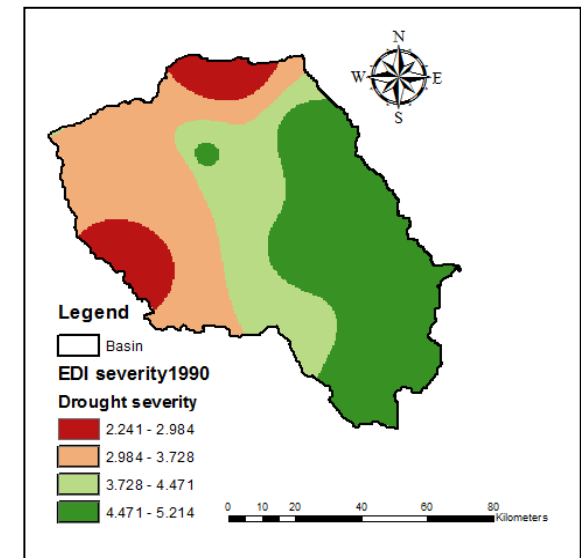 N
W E
S
Legend
Basin
EDI severity1990
Drought severity
2.241 - 2.984
2.984 - 3.728
3.728 - 4.471
4.471 - 5.214
0 10 20 40 60 80
Kilometers